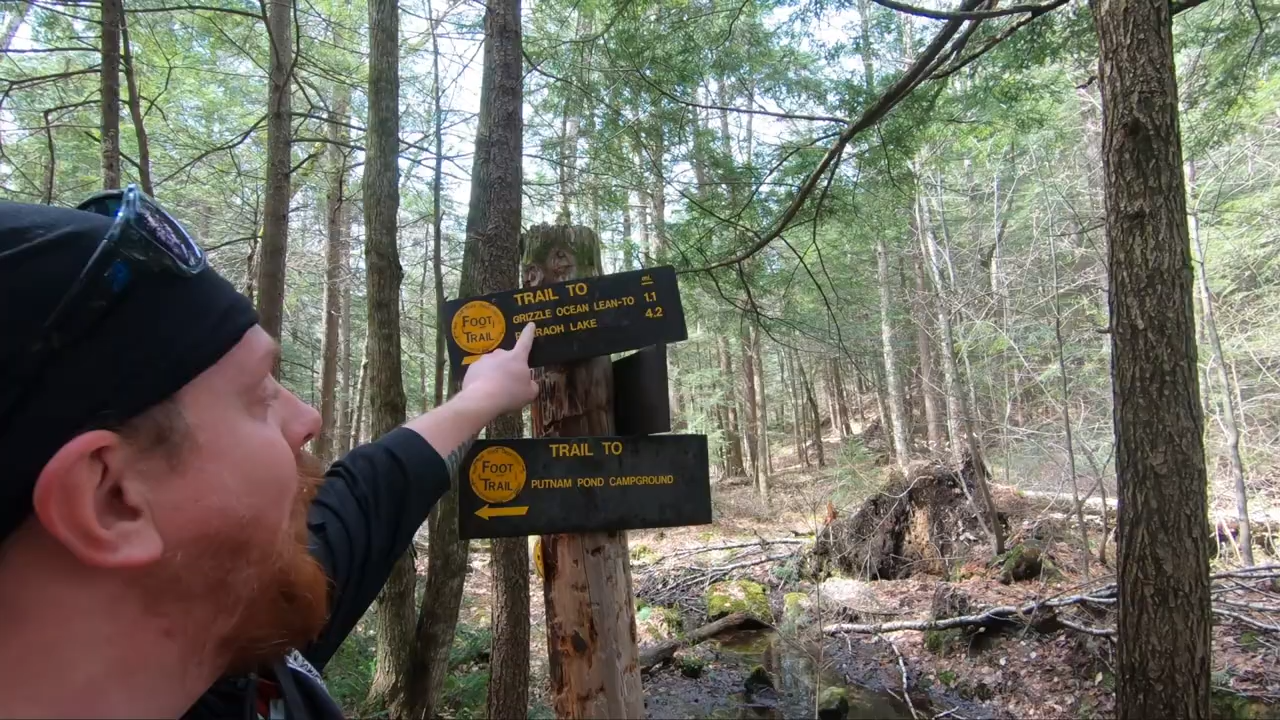 TRAIL TO mi.
FOOT TRAIL
GRIZZLE OCEAN LEAN-TO 1.1
LAKE 4.2
TRAIL TO
FOOT TRAIL
PUTNAM POND CAMPGROUND